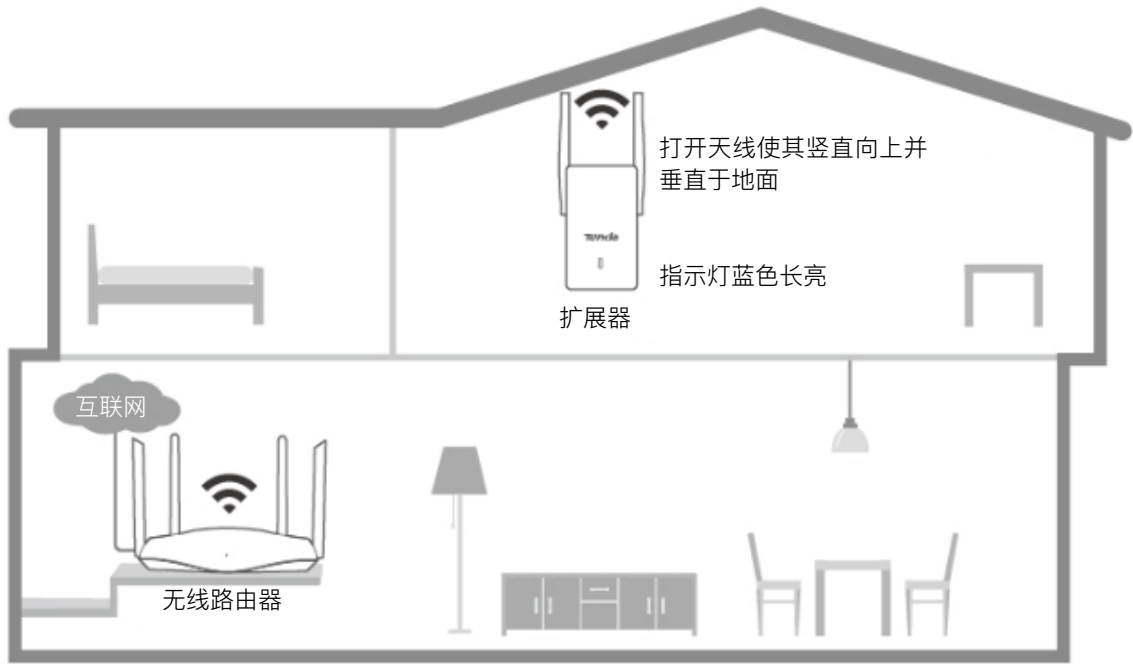 打开天线使其竖直向上并
垂直于地面
Tenda
指示灯蓝色长亮
扩展器
互联网
无线路由器